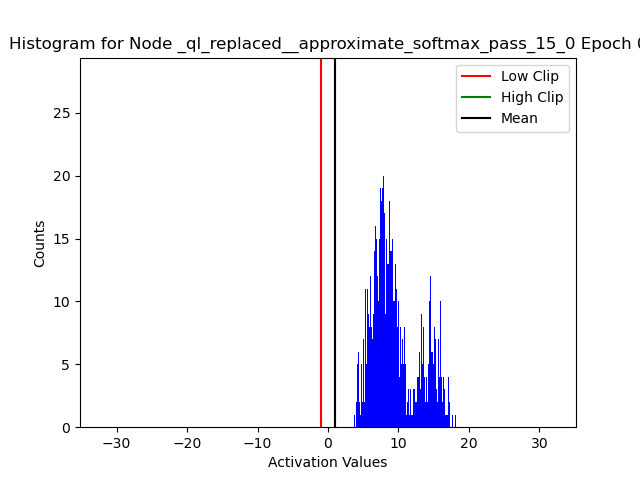 Histogram for Node _ql_replaced__approximate_softmax_pass_15_0 Epoch 0
Low Clip
High Clip
Mean
Counts
25
20
15
10
5
0
−30
−20
−10
0
10
20
30
Activation Values